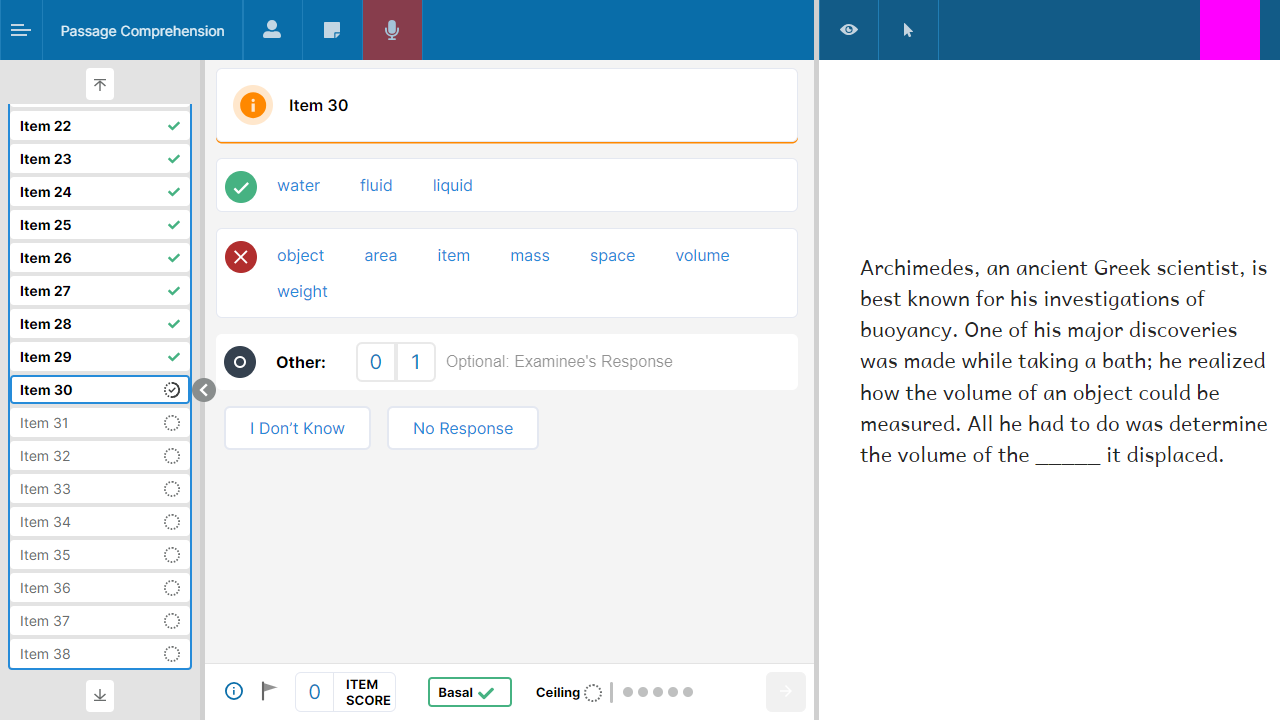 Passage Comprehension
Item 22
Item 23
Item 24
Item 25
Item 26
Item 27
Item 28
Item 29
Item 30
Item 31
Item 32
Item 33
Item 34
Item 35
Item 36
Item 37
Item 38
Item 30
water fluid liquid
object area item mass space volume
weight
Other: 0 1 Optional: Examinee's Response
I Don’t Know No Response
0 ITEM SCORE Basal Ceiling
Archimedes, an ancient Greek scientist, is
best known for his investigations of
buoyancy. One of his major discoveries
was made while taking a bath; he realized
how the volume of an object could be
measured. All he had to do was determine
the volume of the _____ it displaced.